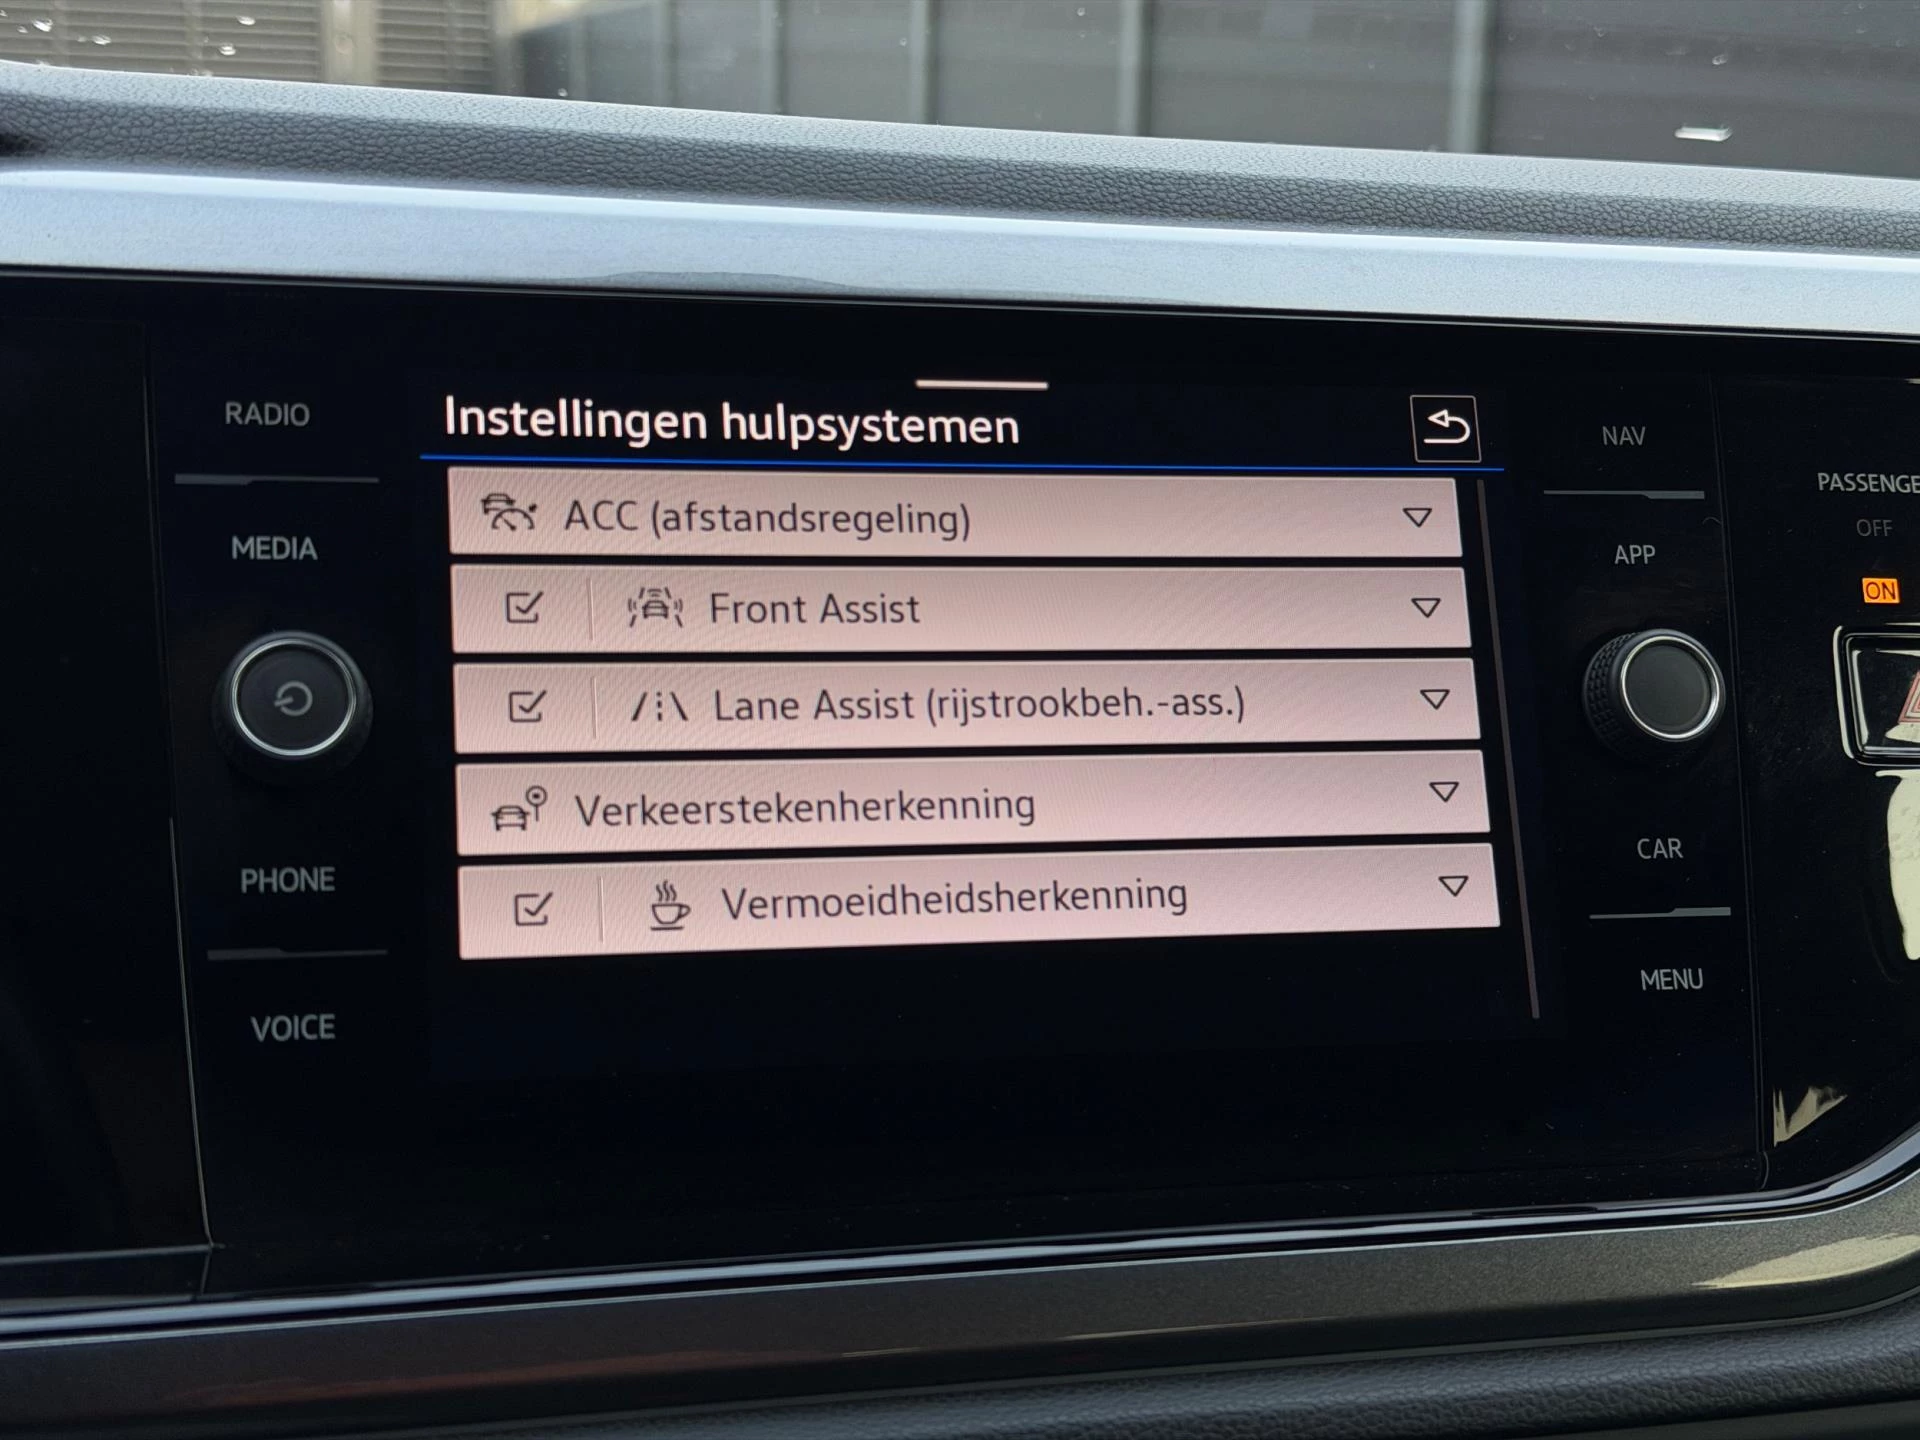 RADIO
MEDIA
PHONE
VOICE
Instellingen hulpsystemen
ACC (afstandsregeling)
Front Assist
Lane Assist (rijstrookbeh.-ass.)
Verkeerstekenherkenning
Vermoeidheidsherkenning
NAV
APP
CAR
MENU
PASSENGE
OFF
ON